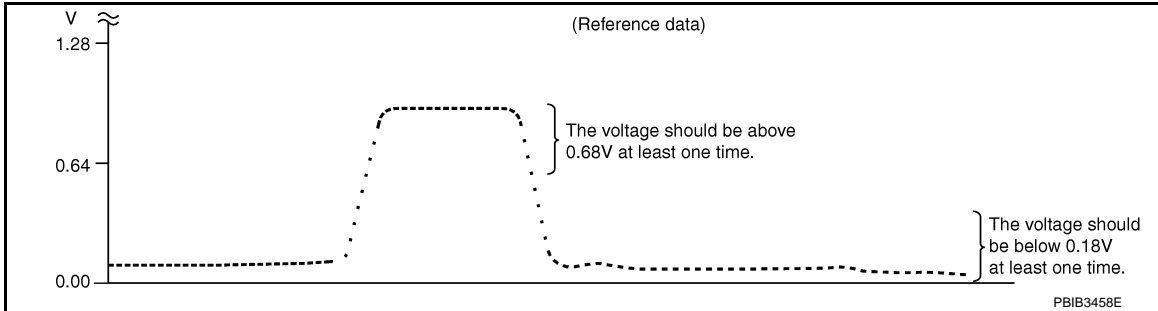 V
(Reference data)
1.28
The voltage should be above
0.68V at least one time.
0.64
The voltage should
be below 0.18V
at least one time.
0.00
PBIB3458E